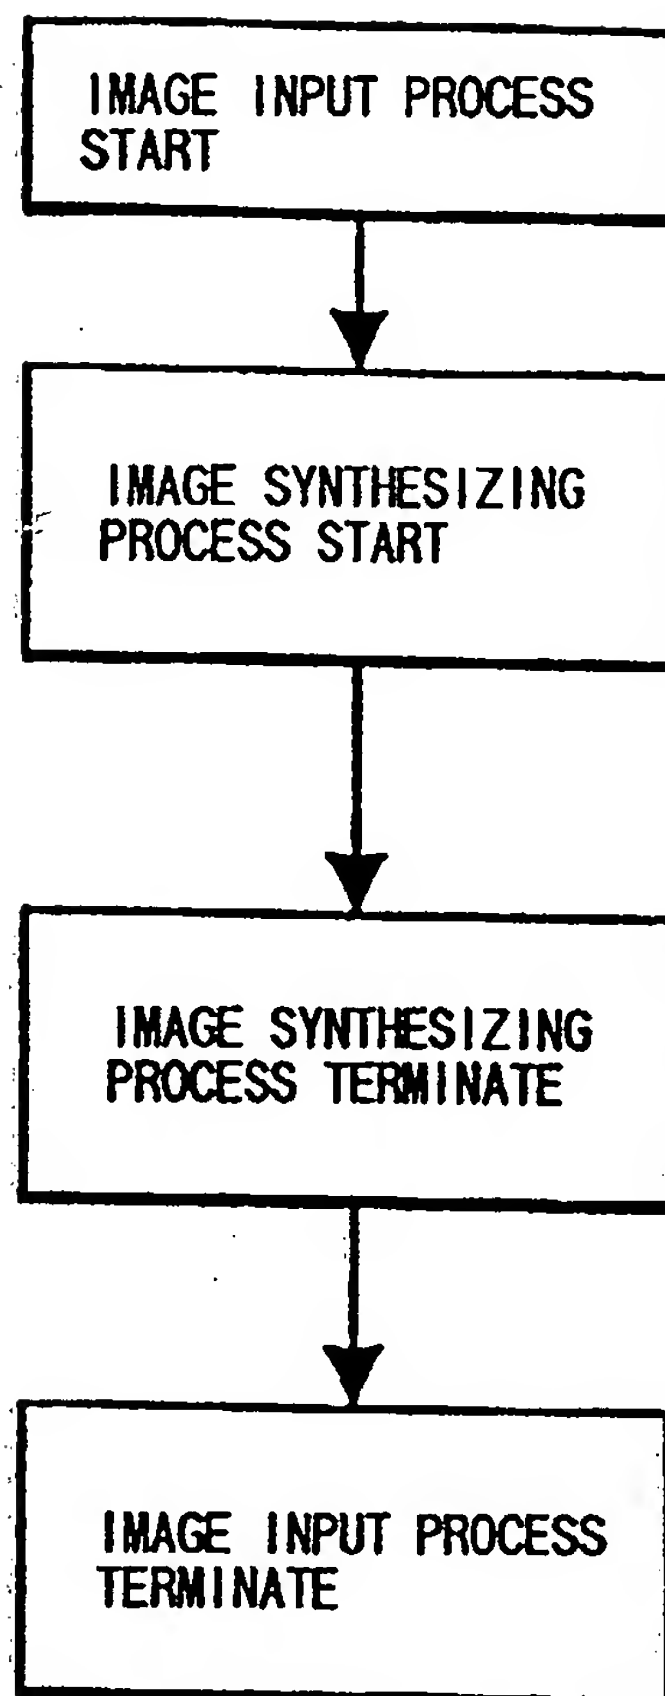 IMAGE INPUT PROCESS
START
IMAGE SYNTHESIZING
PROCESS START
IMAGE SYNTHESIZING
PROCESS TERMINATE
IMAGE INPUT PROCESS
TERMINATE